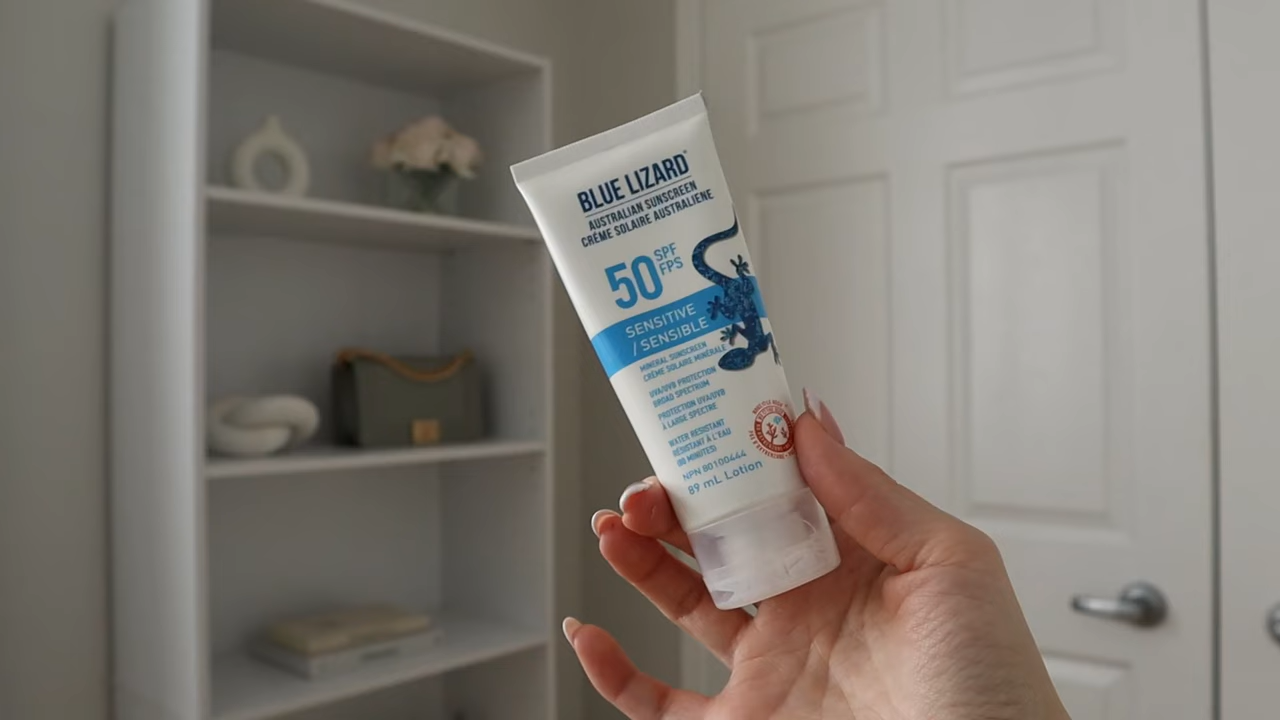 BLUE LIZARD
AUSTRALIAN SUNSCREEN
CRÈME SOLAIRE AUSTRALIENNE
50 SPF
FPS
SENSITIVE
/ SENSIBLE
MINERAL SUNSCREEN
CRÈME SOLAIRE MINÉRALE
UVA/UVB PROTECTION
BROAD SPECTRUM
PROTECTION UVA/UVB
À LARGE SPECTRE
WATER RESISTANT
RÉSISTANT À L'EAU
(80 MINUTES)
NPN 80100444
89 mL Lotion